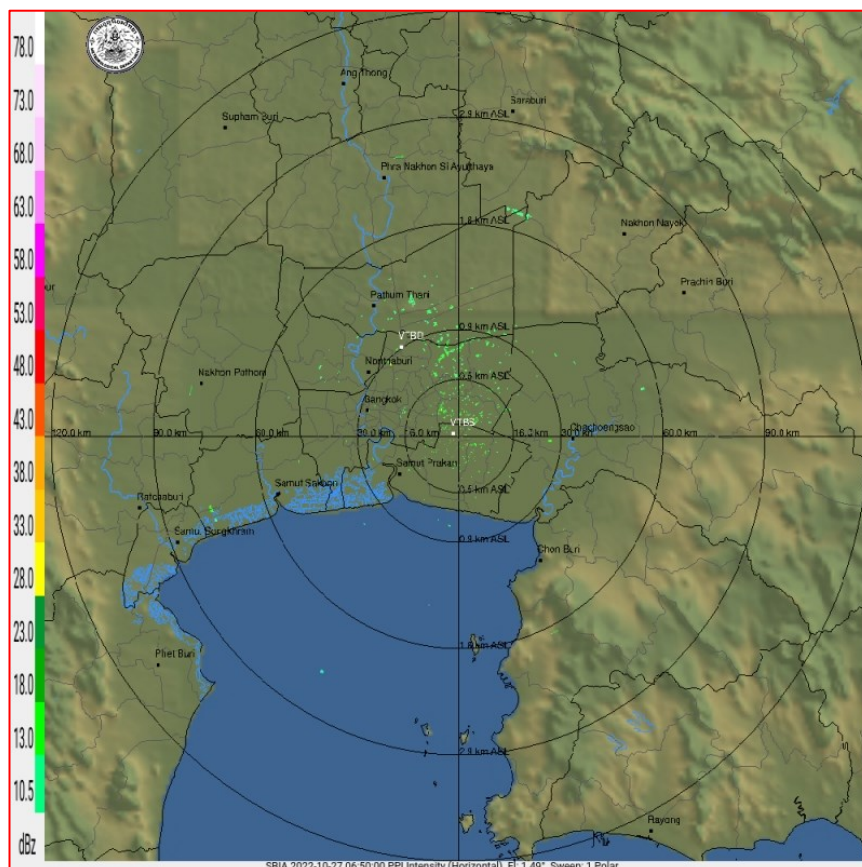 78.0
73.0
68.0
63.0
58.0
53.0
48.0
43.0
38.0
33.0
28.0
23.0
18.0
13.0
10.5
dBz
Ang Thong
Saraburi
2.9 km ASL
Suphan Buri
Phra Nakhon Si Ayutthaya
1.8 km ASL
Nakhon Nayok
Prachin Buri
Pathum Thani
0.9 km ASL
VTBD
Nonthaburi
0.5 km ASL
Nakhon Pathom
Bangkok
VTBS
Chachoengsao
120.0 km
90.0 km
60.0 km
30.0 km
15.0 km
15.0 km
30.0 km
60.0 km
90.0 km
Samut Prakan
0.5 km ASL
Samut Sakhon
Ratchaburi
0.9 km ASL
Samut Songkhram
Chon Buri
1.8 km ASL
Phet Buri
2.9 km ASL
Rayong
SBIA 2022-10-27 06:50:00 PPI Intensity (Horizontal), El: 1.49°, Sweep: 1 Polar